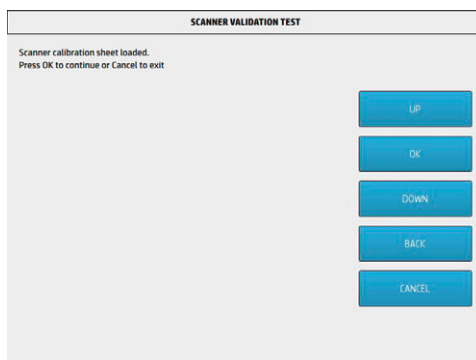 SCANNER VALIDATION TEST
Scanner calibration sheet loaded.
Press OK to continue or Cancel to exit
UP
OK
DOWN
BACK
CANCEL